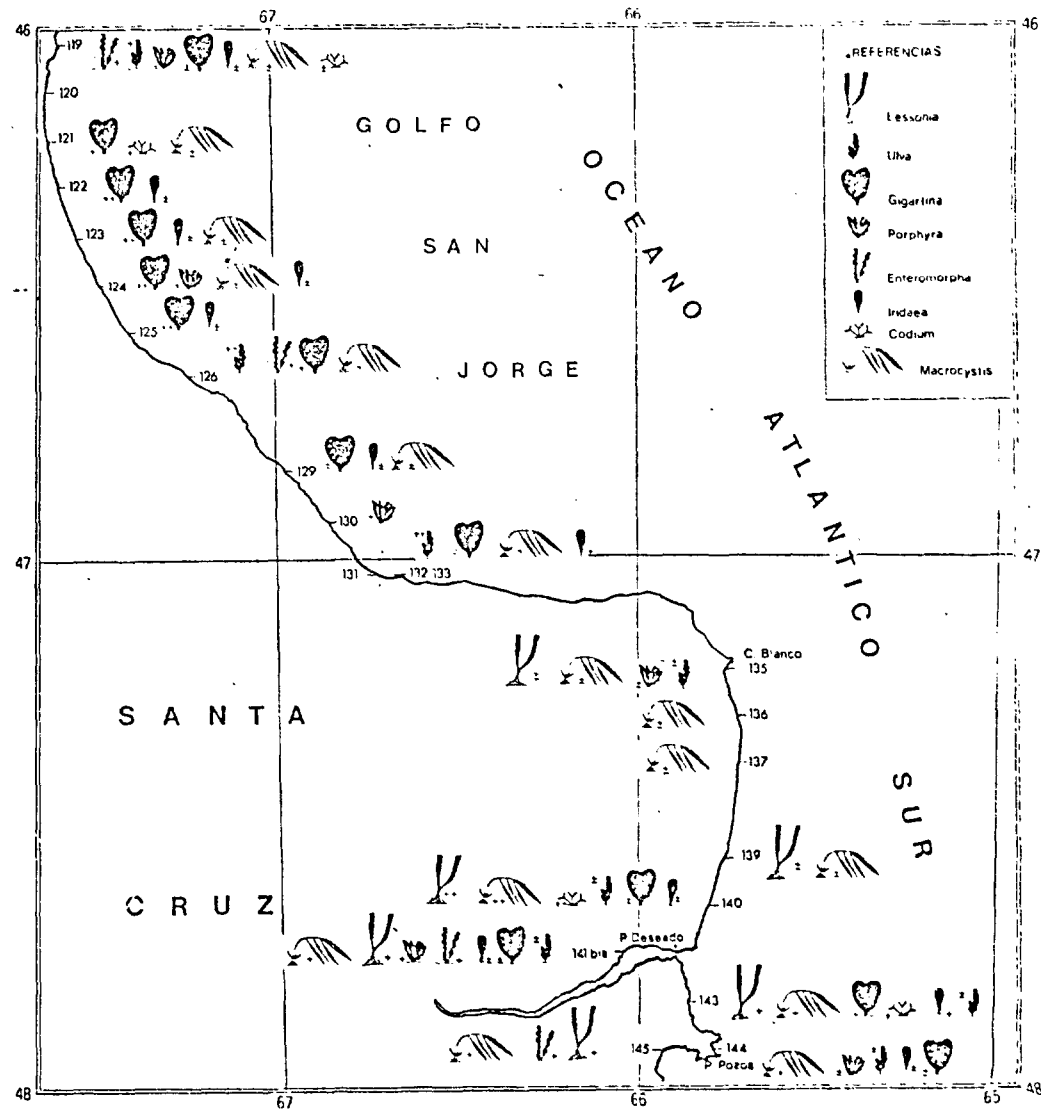 67
66
46
46
119
120
121
122
123
124
125
126
129
130
131
132 133
GOLFO
SAN
JORGE
OCEANO
ATLANTICO
SUR
REFERENCIAS
Lessonia
Ulva
Gigartina
Porphyra
Enteromorpha
Iridaea
Codium
Macrocystis
47
47
C. Blanco
135
136
137
139
140
SANTA
CRUZ
P. Deseado
141 bis
143
144
145
P. Pozos
48
48
67
66
65